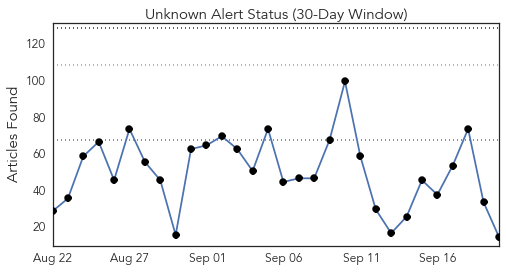 Unknown Alert Status (30-Day Window)
Articles Found
120
100
80
60
40
20
Aug 22 Aug 27 Sep 01 Sep 06 Sep 11 Sep 16